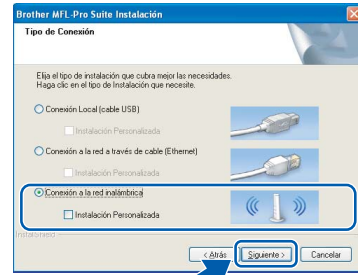 Brother MFL-Pro Suite Instalación
Tipo de Conexión
Elija el tipo de instalación que cubra mejor las necesidades.
Haga clic en el tipo de Instalación que necesite.
Conexión Local (cable USB)
Instalación Personalizada
Conexión a la red a través de cable (Ethernet)
Instalación Personalizada
Conexión a la red inalámbrica
Instalación Personalizada
InstallShield
< Atrás Siguiente > Cancelar